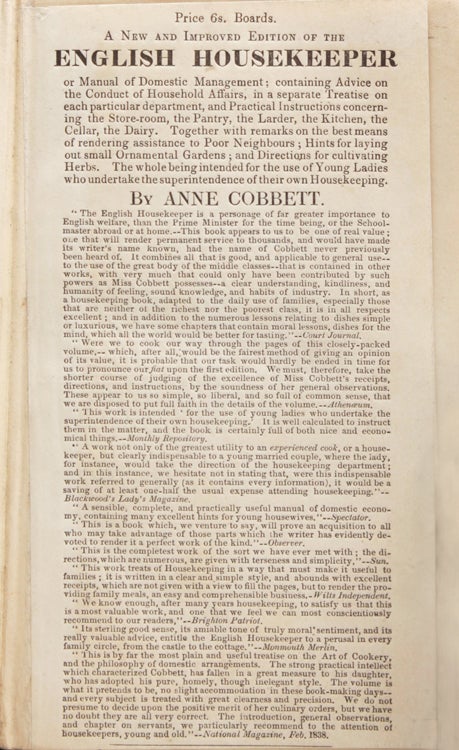 Price 6s. Boards.
A New and Improved Edition of the
ENGLISH HOUSEKEEPER
or Manual of Domestic Management; containing Advice on
the Conduct of Household Affairs, in a separate Treatise on
each particular department, and Practical Instructions concern-
ing the Store-room, the Pantry, the Larder, the Kitchen, the
Cellar, the Dairy. Together with remarks on the best means
of rendering assistance to Poor Neighbours; Hints for laying
out small Ornamental Gardens; and Directions for cultivating
Herbs. The whole being intended for the use of Young Ladies
who undertake the superintendence of their own Housekeeping.
By ANNE COBBETT.
"The English Housekeeper is a personage of far greater importance to
English welfare, than the Prime Minister for the time being, or the School-
master abroad or at home.--This book appears to us to be one of real value;
one that will render permanent service to thousands, and would have made
its writer's name known, had the name of Cobbett never previously
been heard of. It combines all that is good, and applicable to general use--
to the use of the great body of the middle classes--that is contained in other
works, with very much that could only have been contributed by such
powers as Miss Cobbett possesses--a clear understanding, kindliness, and
humanity of feeling, sound knowledge, and habits of industry. In short, as
a housekeeping book, adapted to the daily use of families, especially those
that are neither of the richest nor the poorest class, it is in all respects
excellent; and in addition to the numerous lessons relating to dishes simple
or luxurious, we have some chapters that contain moral lessons, dishes for the
mind, which all the world would be better for tasting."--Court Journal.
"Were we to cook our way through the pages of this closely-packed
volume,-- which, after all, would be the fairest method of giving an opinion
of its value, it is probable that our task would hardly be ended in time for
us to pronounce our fiat upon the first edition. We must, therefore, take the
shorter course of judging of the excellence of Miss Cobbett's receipts,
directions, and instructions, by the soundness of her general observations.
These appear to us so simple, so liberal, and so full of common sense, that
we are disposed to put full faith in the details of the volume.--Athenæum.
"This work is intended 'for the use of young ladies who undertake the
superintendence of their own housekeeping.' It is well calculated to instruct
them in the matter, and the book is certainly full of both nice and econo-
mical things.--Monthly Repository.
"A work not only of the greatest utility to an experienced cook, or a house-
keeper, but clearly indispensable to a young married couple, where the lady,
for instance, would take the direction of the housekeeping department;
and in this instance, we hesitate not in stating that, were this indispensable
work referred to generally (as it contains every information), it would be a
saving of at least one-half the usual expense attending housekeeping."--
Blackwood's Lady's Magazine.
"A sensible, complete, and practically useful manual of domestic econo-
my, containing many excellent hints for young housewives."--Spectator.
"This is a book which, we venture to say, will prove an acquisition to all
who may take advantage of those parts which the writer has evidently de-
voted to render it a perfect work of the kind."--Observer.
"This is the completest work of the sort we have ever met with; the di-
rections, which are numerous, are given with terseness and simplicity."--Sun.
"This work treats of Housekeeping in a way that must make it useful to
families; it is written in a clear and simple style, and abounds with excellent
receipts, which are not given with a view to fill the pages, but to render the pro-
viding family meals, an easy and comprehensible business.--Wilts Independent.
"We know enough, after many years housekeeping, to satisfy us that this
is a most valuable work, and one that we feel we can most conscientiously
recommend to our readers,"--Brighton Patriot.
"Its sterling good sense, its amiable tone of truly moral sentiment, and its
really valuable advice, entitle the English Housekeeper to a perusal in every
family circle, from the castle to the cottage."--Monmouth Merlin.
"This is by far the most plain and useful treatise on the Art of Cookery,
and the philosophy of domestic arrangements. The strong practical intellect
which characterized Cobbett, has fallen in a great measure to his daughter,
who has adopted his pure, homely, though inelegant style. The volume is
what it pretends to be, no slight accommodation in these book-making days--
and every subject is treated with great clearness and precision. We do not
presume to decide upon the positive merit of her culinary orders, but we have
no doubt they are all very correct. The introduction, general observations,
and chapter on servants, we particularly recommend to the attention of
housekeepers, young and old."--National Magazine, Feb. 1838.